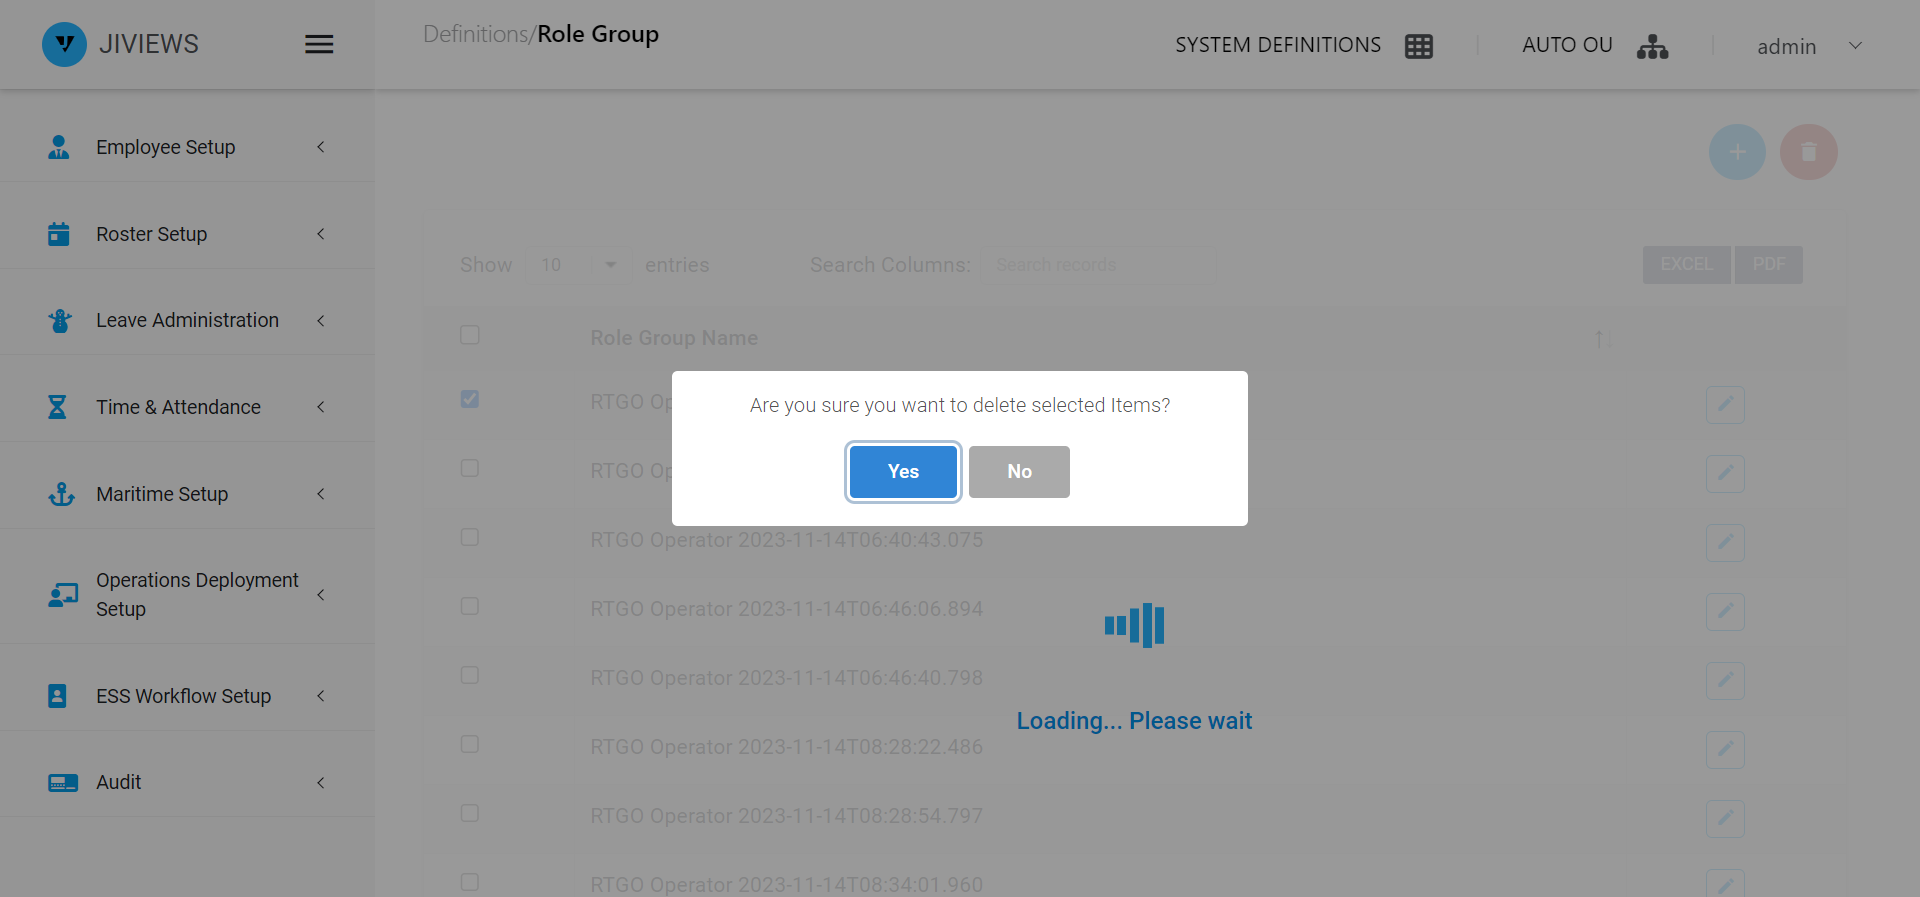 JIVIEWS
Definitions/Role Group
SYSTEM DEFINITIONS
AUTO OU
admin
Employee Setup
Roster Setup
Leave Administration
Time & Attendance
Maritime Setup
Operations Deployment
Setup
ESS Workflow Setup
Audit
Show 10 entries
Search Columns: Search records
EXCEL PDF
Role Group Name
RTGO Op
Are you sure you want to delete selected Items?
Yes No
RTGO Op
RTGO Operator 2023-11-14T06:40:43.075
RTGO Operator 2023-11-14T06:46:06.894
RTGO Operator 2023-11-14T06:46:40.798
Loading... Please wait
RTGO Operator 2023-11-14T08:28:22.486
RTGO Operator 2023-11-14T08:28:54.797
RTGO Operator 2023-11-14T08:34:01.960